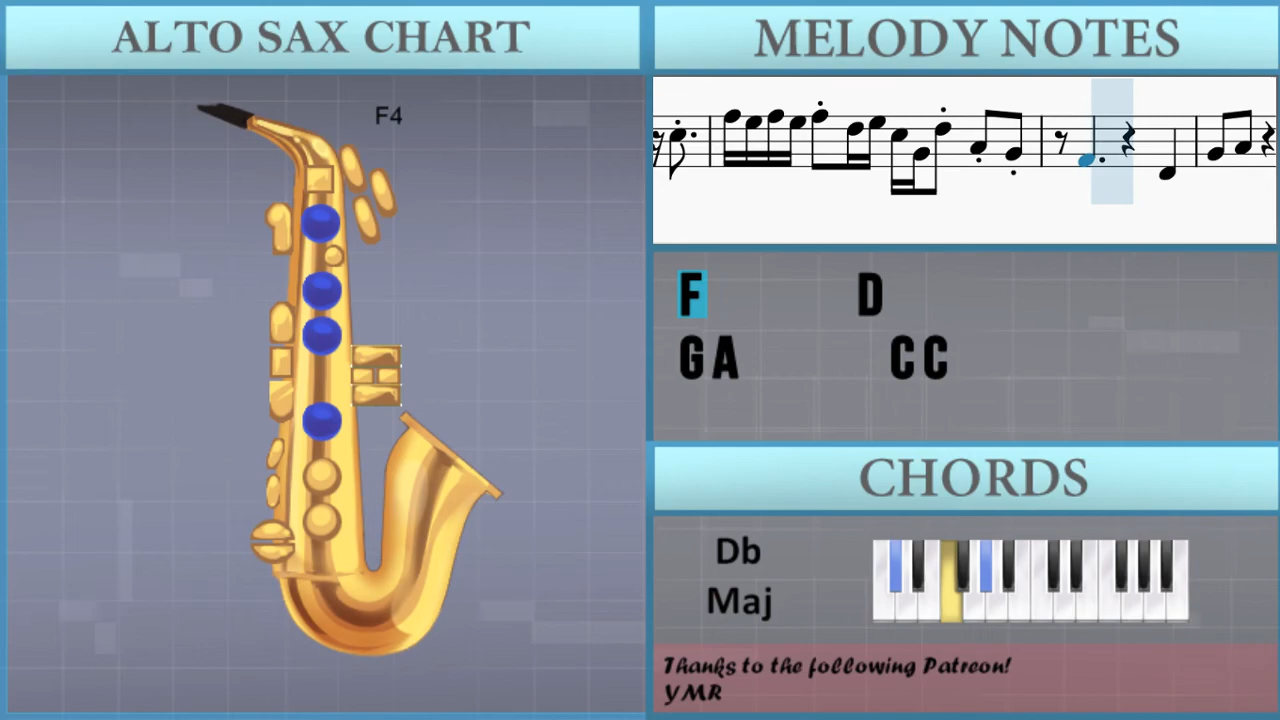 ALTO SAX CHART
F4
MELODY NOTES
F D
G A C C
CHORDS
Db
Maj
Thanks to the following Patreon!
YMR